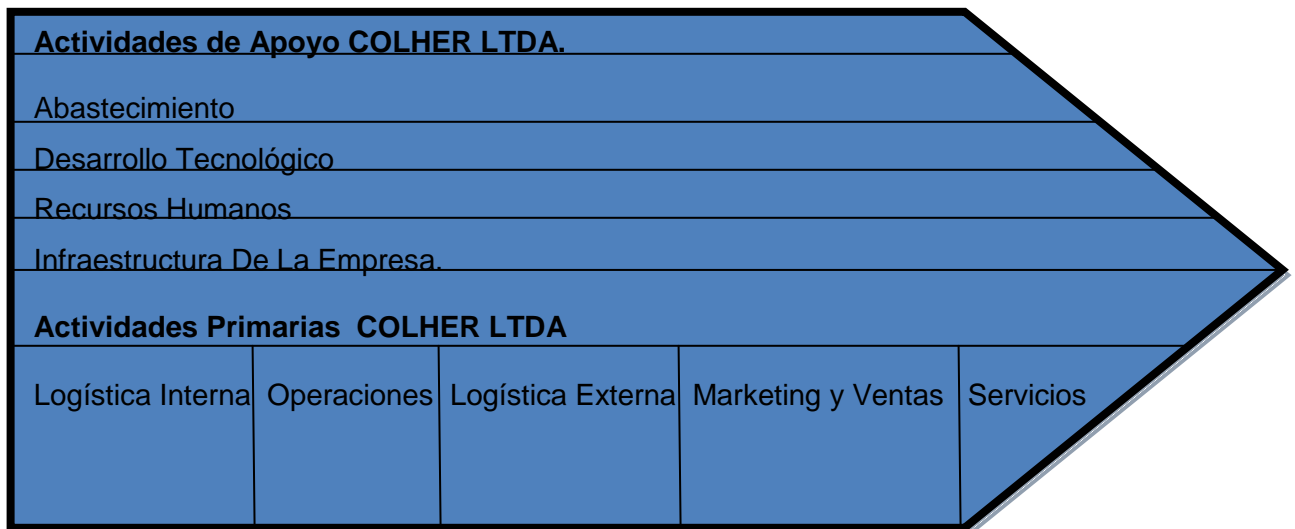 Actividades de Apoyo COLHER LTDA.
Abastecimiento
Desarrollo Tecnológico
Recursos Humanos
Infraestructura De La Empresa.
Actividades Primarias  COLHER LTDA
Logística Interna
Operaciones
Logística Externa
Marketing y Ventas
Servicios